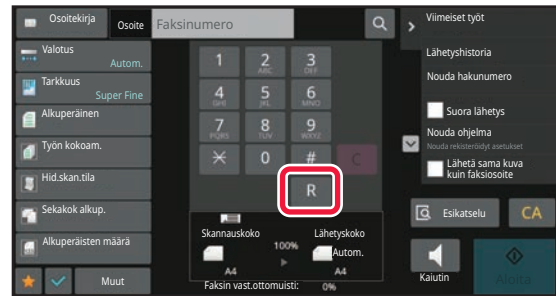 Osoitekirja
Osoite
Faksinumero
Valotus
Autom.
Tarkkuus
Super Fine
Alkuperäinen
Työn kokoam.
Hid.skan.tila
Sekakok alkup.
Alkuperäisten määrä
Muut
1
2
ABC
3
DEF
4
GHI
5
JKL
6
MNO
7
PQRS
8
TUV
9
WXYZ
0
#
C
R
Skannauskoko
100%
Lähetyskoko
Autom.
A4
A4
Faksin vast.ottomuisti:
0%
Viimeiset työt
Lähetyshistoria
Nouda hakunumero
Suora lähetys
Nouda ohjelma
Nouda rekisteröidyt asetukset
Lähetä sama kuva
kuin faksiosoite
Esikatselu
CA
Kaiutin
Aloita